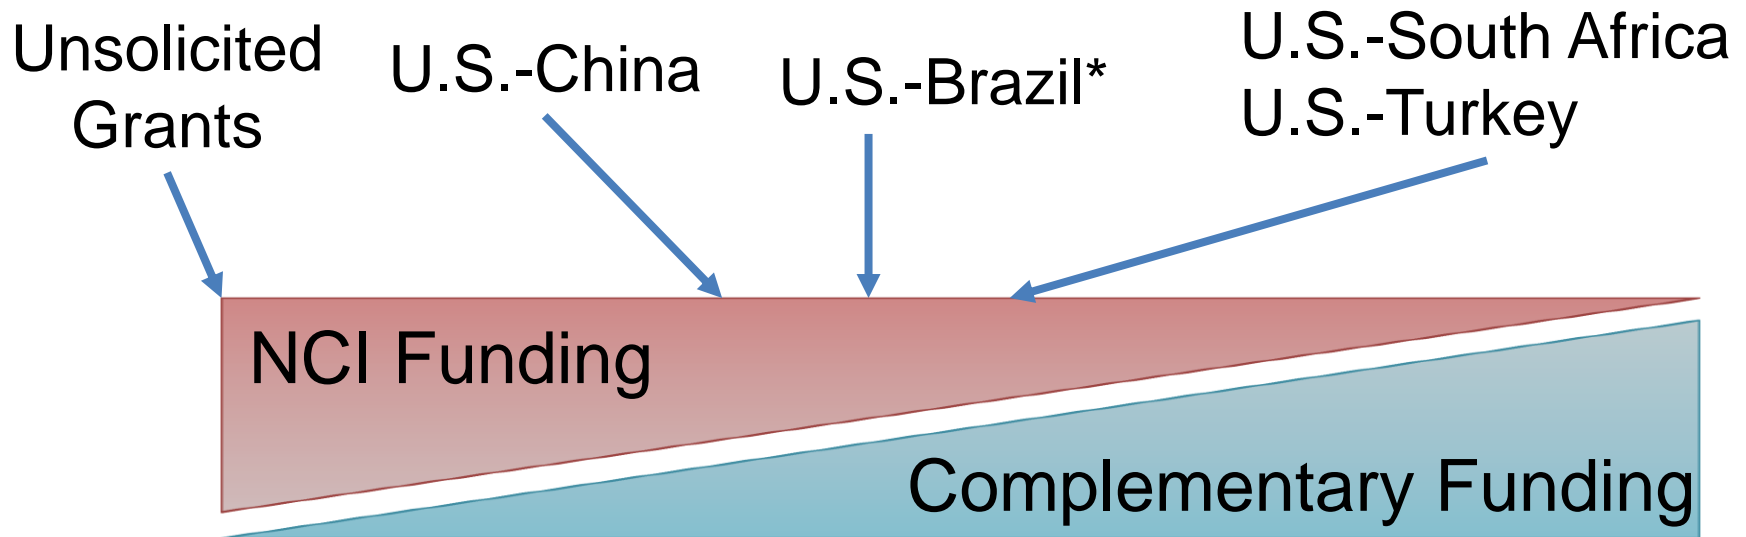 Unsolicited
Grants
U.S.-China
U.S.-Brazil*
U.S.-South Africa
U.S.-Turkey
NCI Funding
Complementary Funding